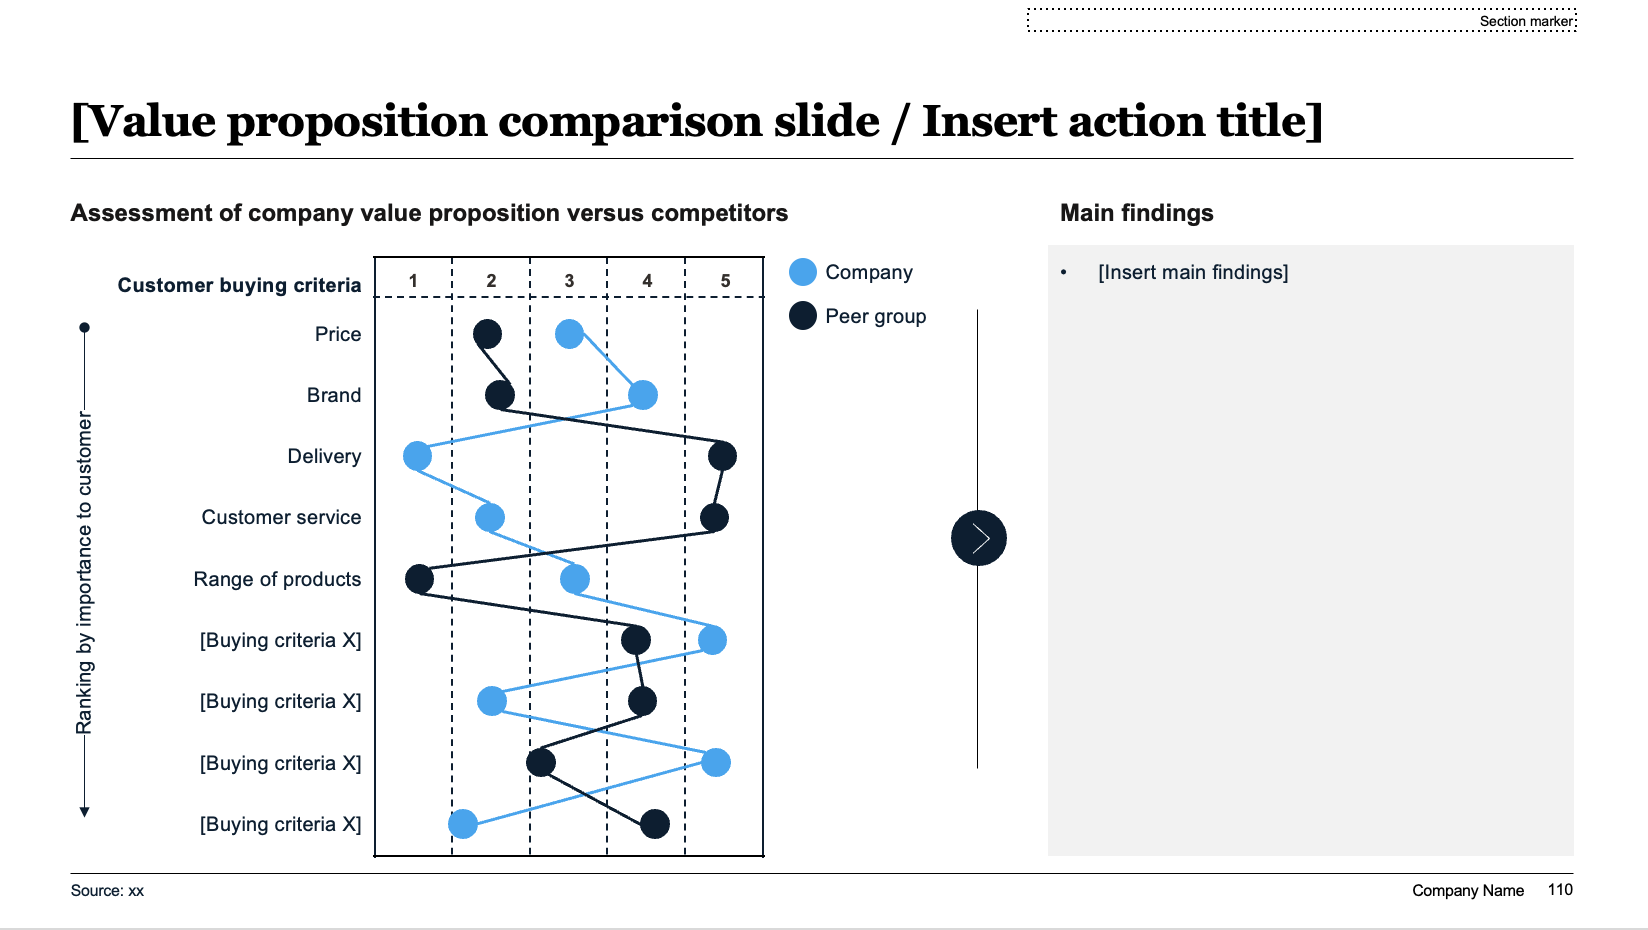 Section marker
[Value proposition comparison slide / Insert action title]
Assessment of company value proposition versus competitors
Main findings
Customer buying criteria
1 2 3 4 5
Company
Peer group
• [Insert main findings]
Ranking by importance to customer
Price
Brand
Delivery
Customer service
Range of products
[Buying criteria X]
[Buying criteria X]
[Buying criteria X]
[Buying criteria X]
Source: xx
Company Name 110